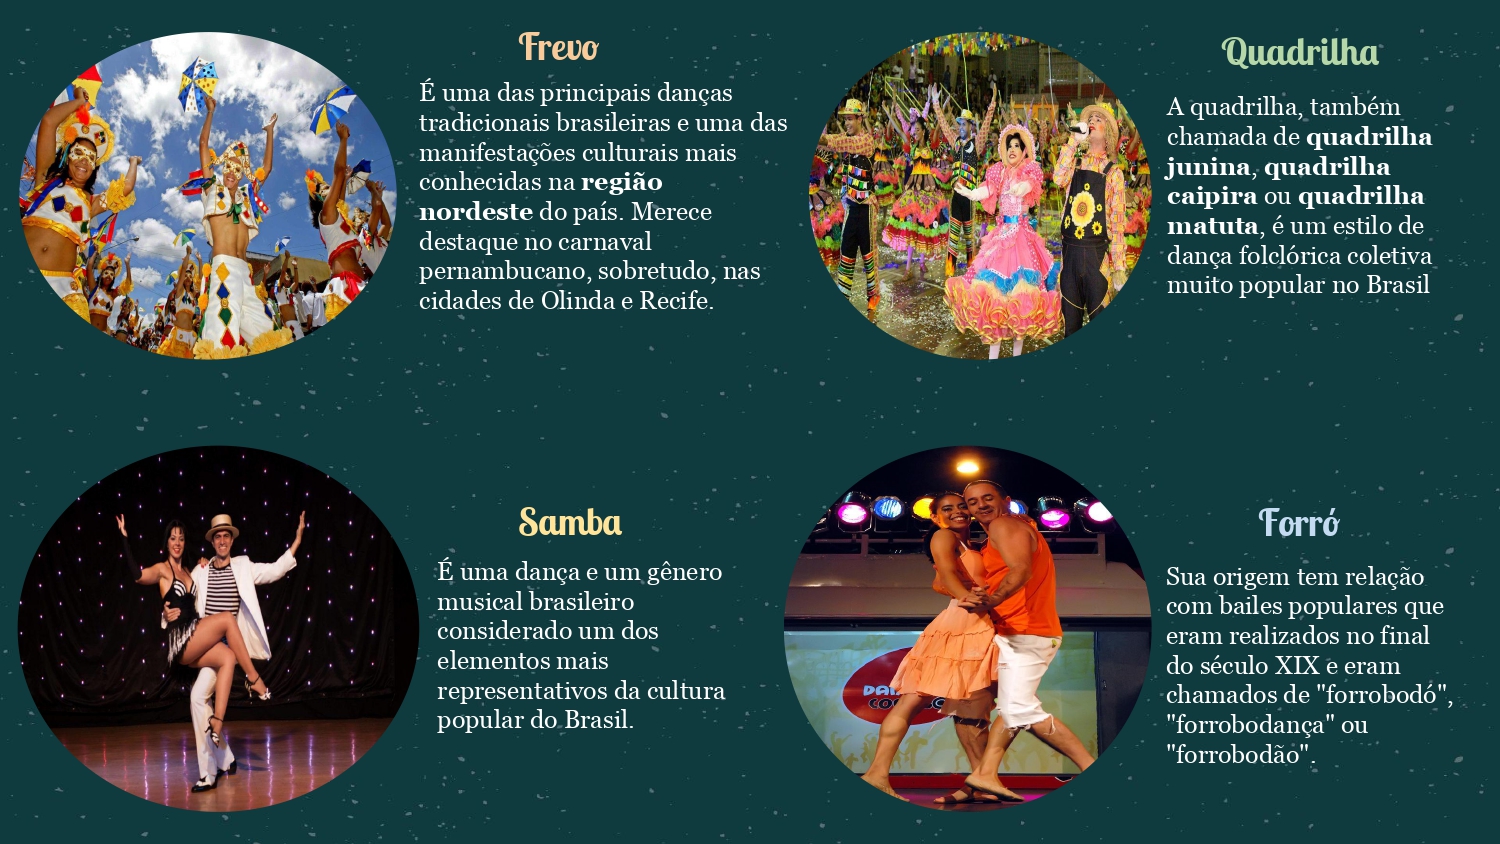 Frevo
É uma das principais danças
tradicionais brasileiras e uma das
manifestações culturais mais
conhecidas na região
nordeste do país. Merece
destaque no carnaval
pernambucano, sobretudo, nas
cidades de Olinda e Recife.
Quadrilha
A quadrilha, também
chamada de quadrilha
junina, quadrilha
caipira ou quadrilha
matuta, é um estilo de
dança folclórica coletiva
muito popular no Brasil
Samba
É uma dança e um gênero
musical brasileiro
considerado um dos
elementos mais
representativos da cultura
popular do Brasil.
Forró
Sua origem tem relação
com bailes populares que
eram realizados no final
do século XIX e eram
chamados de "forrobodó",
"forrobodança" ou
"forrobodão".